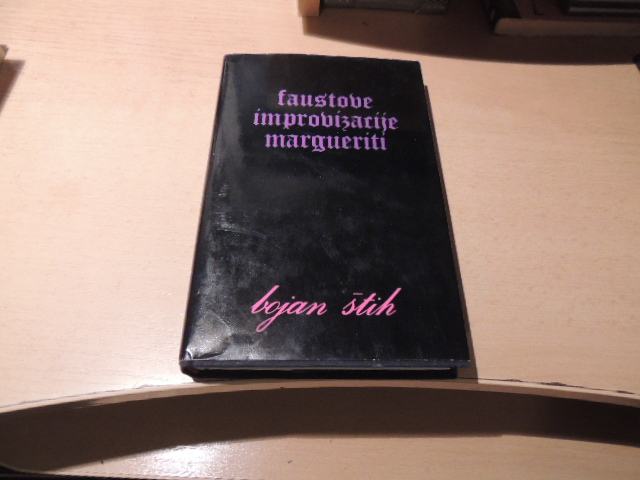 faustove
improvizacije
margueriti
bojan štih